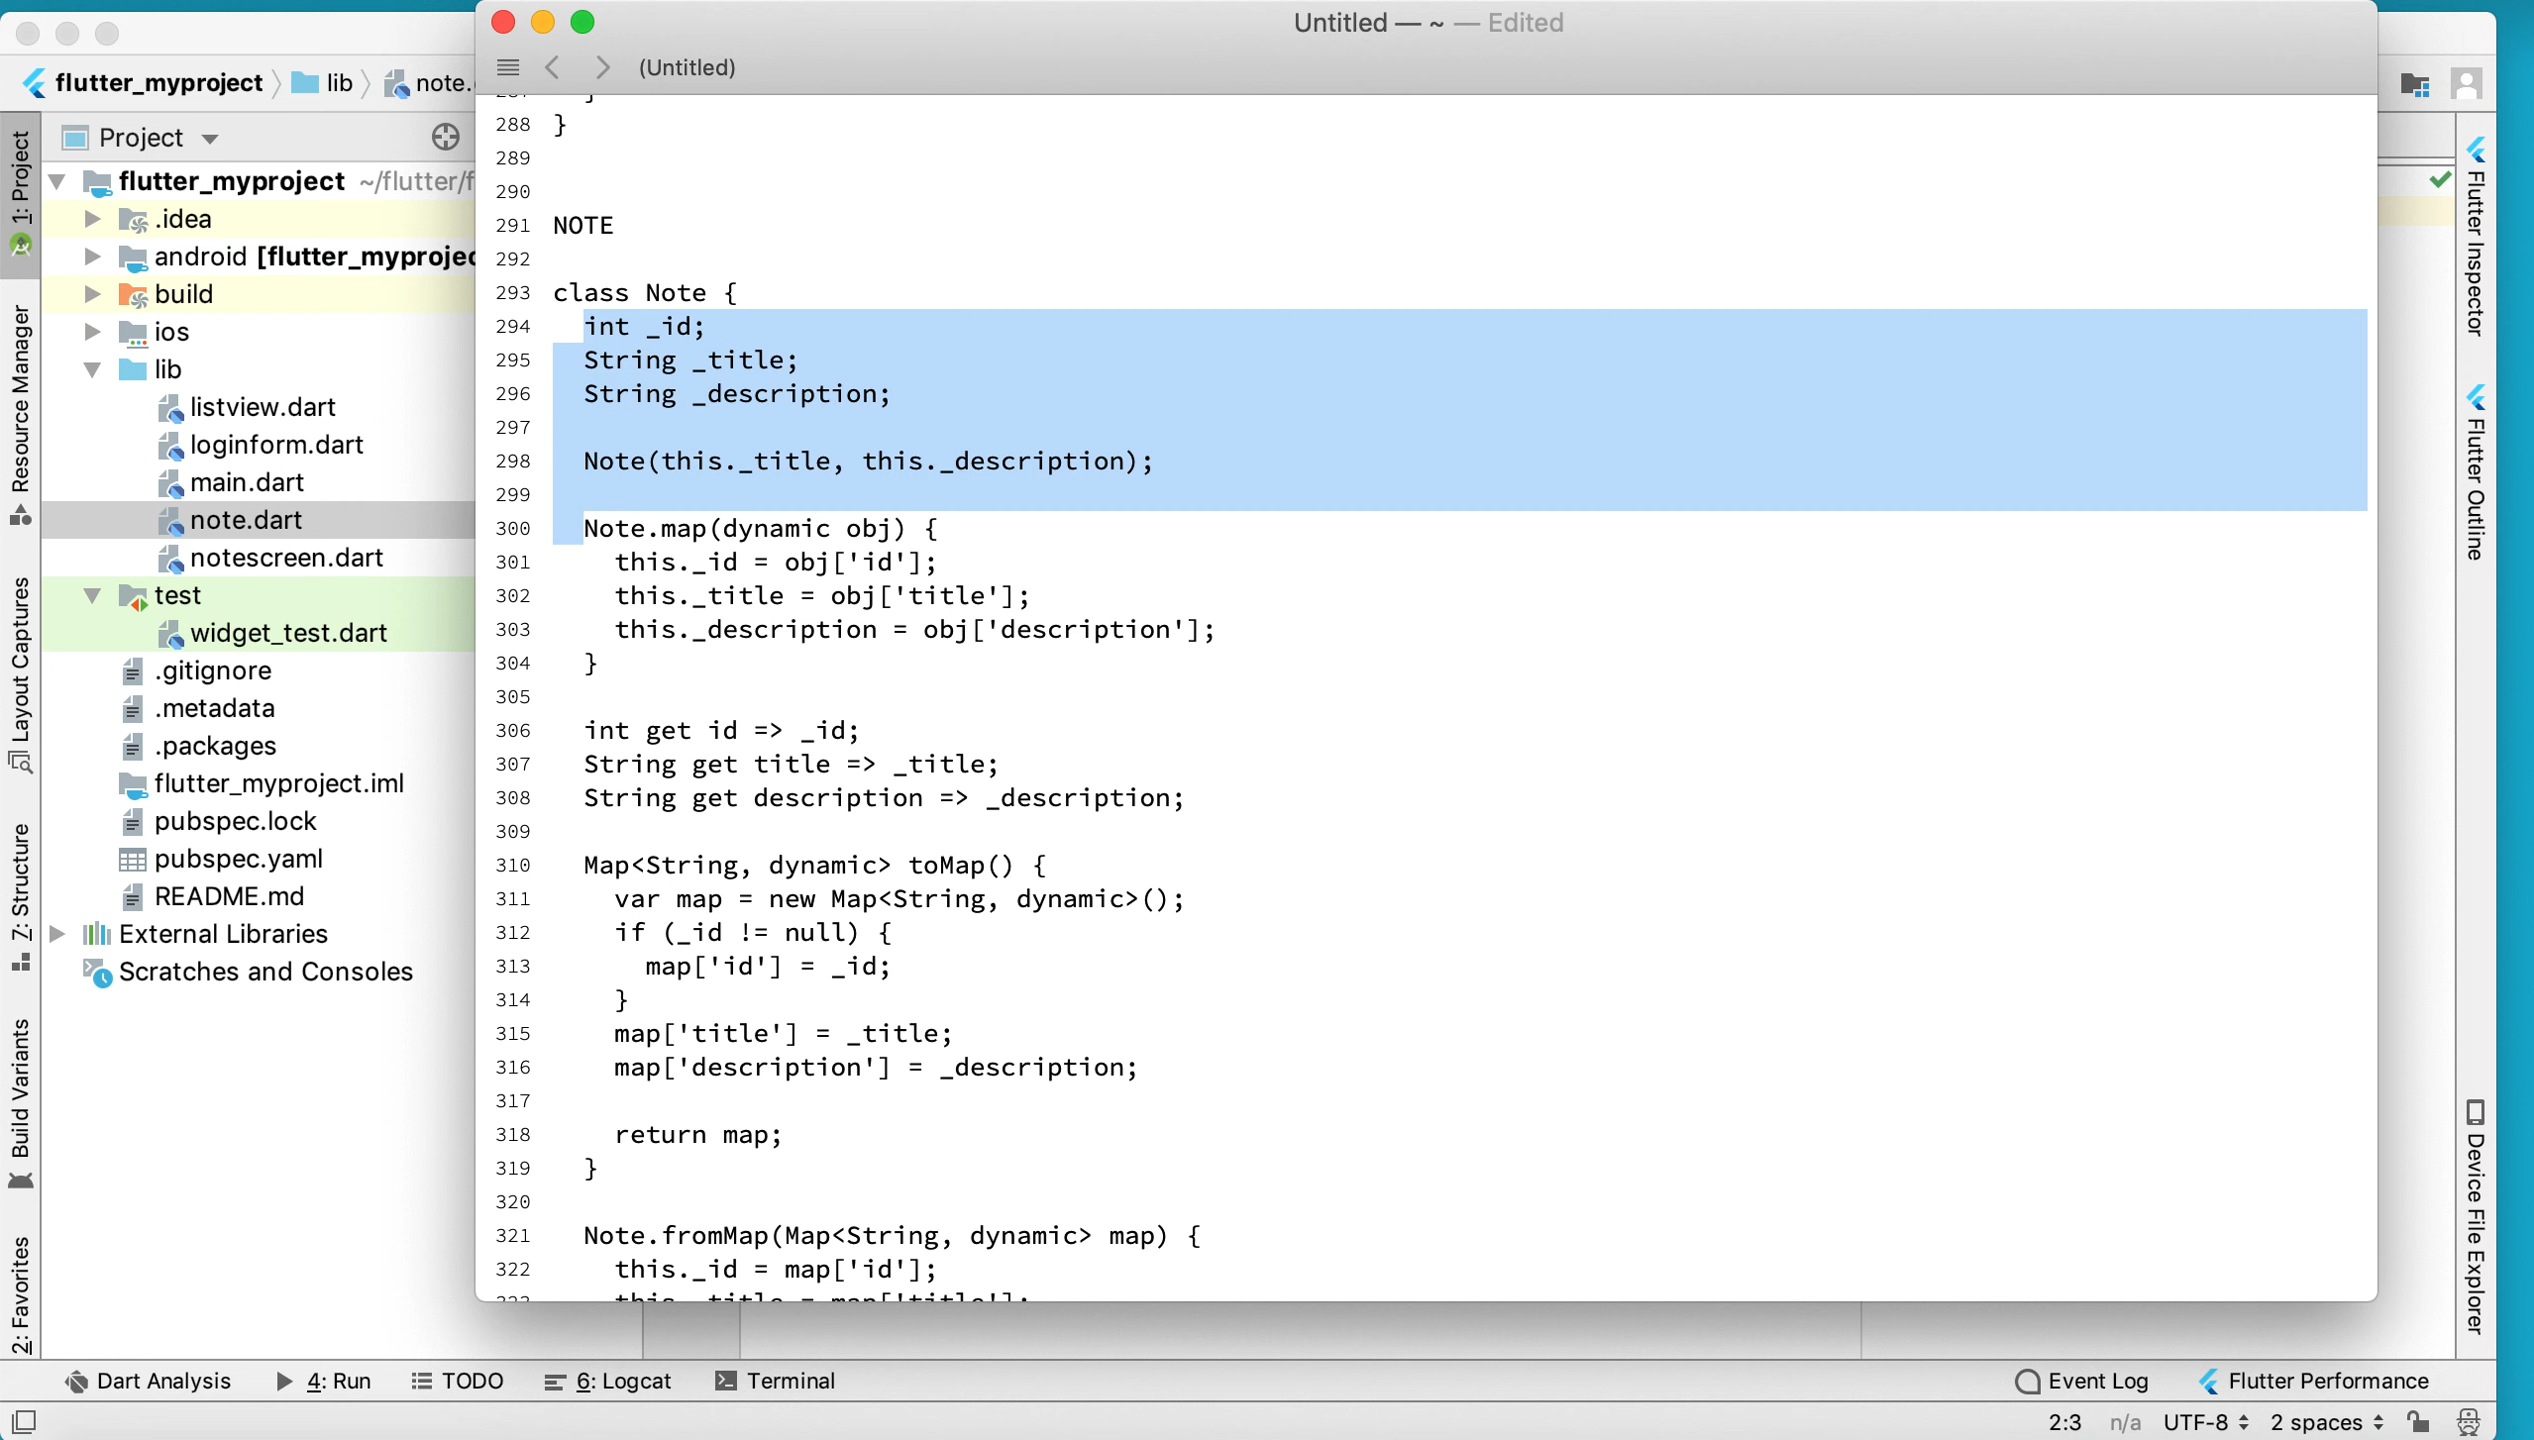 Untitled — ~ — Edited
(Untitled)
flutter_myproject
lib
note.
Project
flutter_myproject ~/flutter/f
.idea
android [flutter_myprojec
build
ios
lib
listview.dart
loginform.dart
main.dart
note.dart
notescreen.dart
test
widget_test.dart
.gitignore
.metadata
.packages
flutter_myproject.iml
pubspec.lock
pubspec.yaml
README.md
External Libraries
Scratches and Consoles
1: Project
Resource Manager
Layout Captures
7: Structure
Build Variants
2: Favorites
288 }
289
290
291 NOTE
292
293 class Note {
294 int _id;
295 String _title;
296 String _description;
297
298 Note(this._title, this._description);
299
300 Note.map(dynamic obj) {
301 this._id = obj['id'];
302 this._title = obj['title'];
303 this._description = obj['description'];
304 }
305
306 int get id => _id;
307 String get title => _title;
308 String get description => _description;
309
310 Map<String, dynamic> toMap() {
311 var map = new Map<String, dynamic>();
312 if (_id != null) {
313 map['id'] = _id;
314 }
315 map['title'] = _title;
316 map['description'] = _description;
317
318 return map;
319 }
320
321 Note.fromMap(Map<String, dynamic> map) {
322 this._id = map['id'];
323 this._title = map['title'];
Flutter Inspector
Flutter Outline
Device File Explorer
Dart Analysis
4: Run
TODO
6: Logcat
Terminal
Event Log
Flutter Performance
2:3 n/a UTF-8 2 spaces